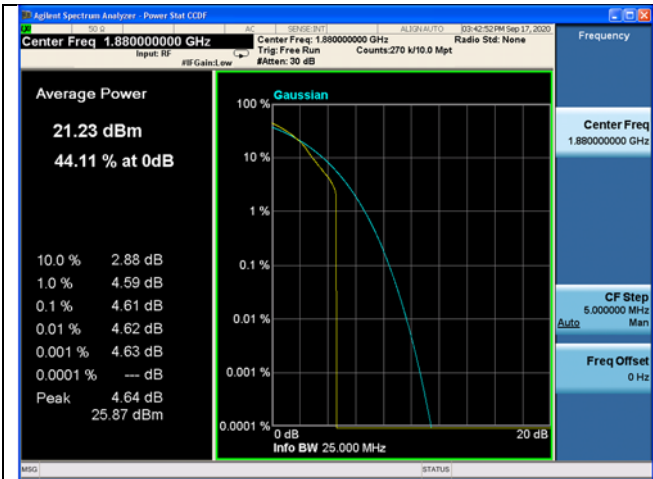 Agilent Spectrum Analyzer - Power Stat CCDF
50 Ω AC SENSE:INT ALIGN AUTO 03:42:52 PM Sep 17, 2020
Center Freq 1.880000000 GHz
Input: RF
#IFGain:Low
Center Freq: 1.880000000 GHz
Radio Std: None
Trig: Free Run
Counts:270 k/10.0 Mpt
#Atten: 30 dB
Frequency
Average Power
21.23 dBm
44.11 % at 0dB
10.0 % 2.88 dB
1.0 % 4.59 dB
0.1 % 4.61 dB
0.01 % 4.62 dB
0.001 % 4.63 dB
0.0001 % --- dB
Peak 4.64 dB
25.87 dBm
Gaussian
100 %
10 %
1 %
0.1 %
0.01 %
0.001 %
0.0001 %
0 dB
20 dB
Info BW 25.000 MHz
Center Freq
1.880000000 GHz
CF Step
5.000000 MHz
Auto Man
Freq Offset
0 Hz
MSG
STATUS